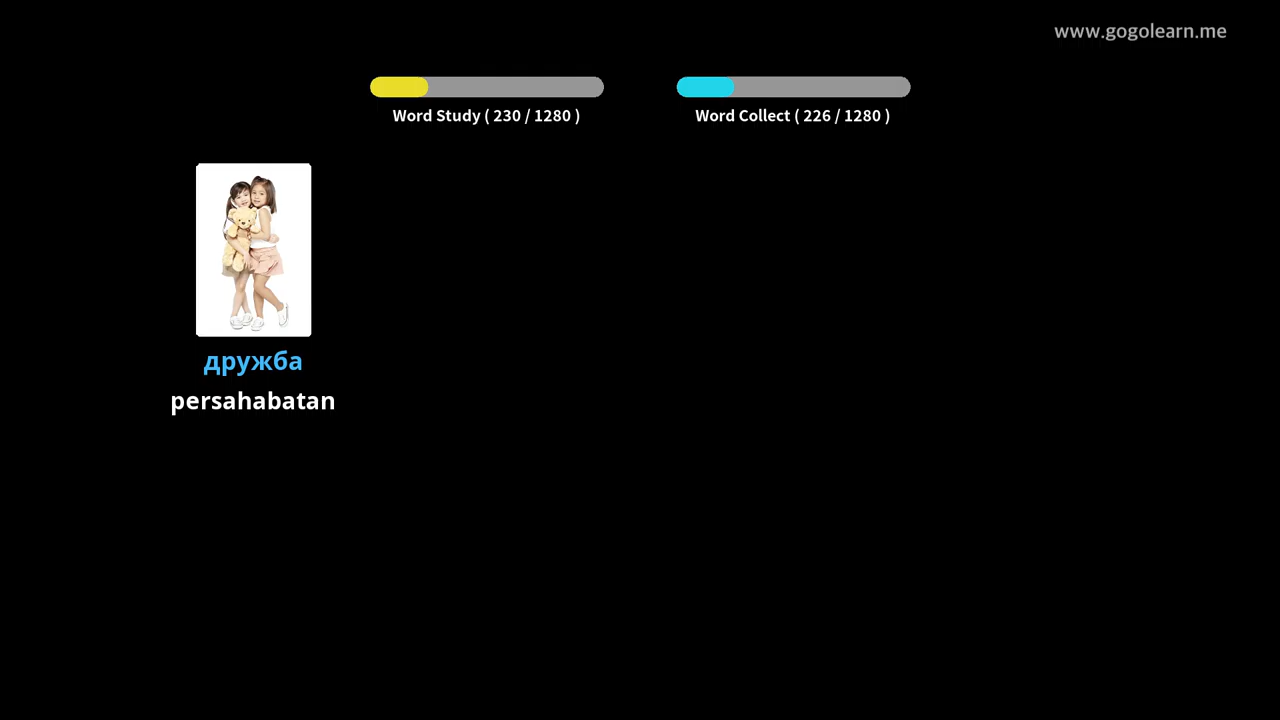 www.gogolearn.me
Word Study ( 230 / 1280 )
Word Collect ( 226 / 1280 )
дружба
persahabatan